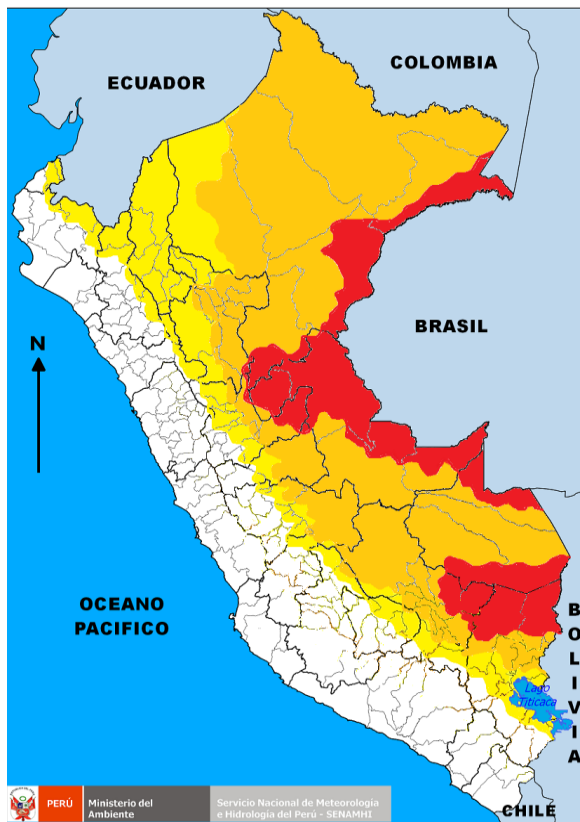 COLOMBIA
ECUADOR
BRASIL
N
OCEANO
PACIFICO
BOLIVIA
Lago
Titicaca
CHILE
PERÚ
Ministerio del
Ambiente
Servicio Nacional de Meteorología
e Hidrología del Perú - SENAMHI